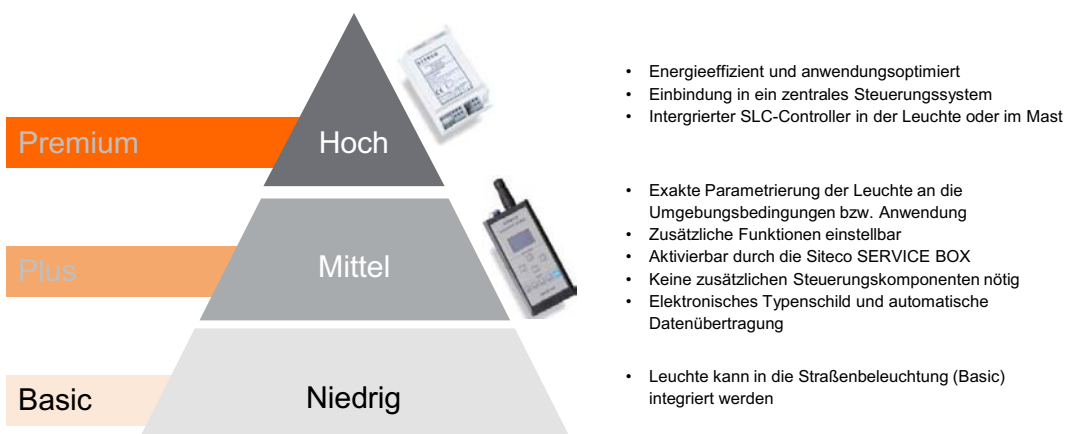 Premium
Hoch
• Energieeffizient und anwendungsoptimiert
• Einbindung in ein zentrales Steuerungssystem
• Intergrierter SLC-Controller in der Leuchte oder im Mast
Plus
Mittel
• Exakte Parametrierung der Leuchte an die
Umgebungsbedingungen bzw. Anwendung
• Zusätzliche Funktionen einstellbar
• Aktivierbar durch die Siteco SERVICE BOX
• Keine zusätzlichen Steuerungskomponenten nötig
• Elektronisches Typenschild und automatische
Datenübertragung
Basic
Niedrig
• Leuchte kann in die Straßenbeleuchtung (Basic)
integriert werden